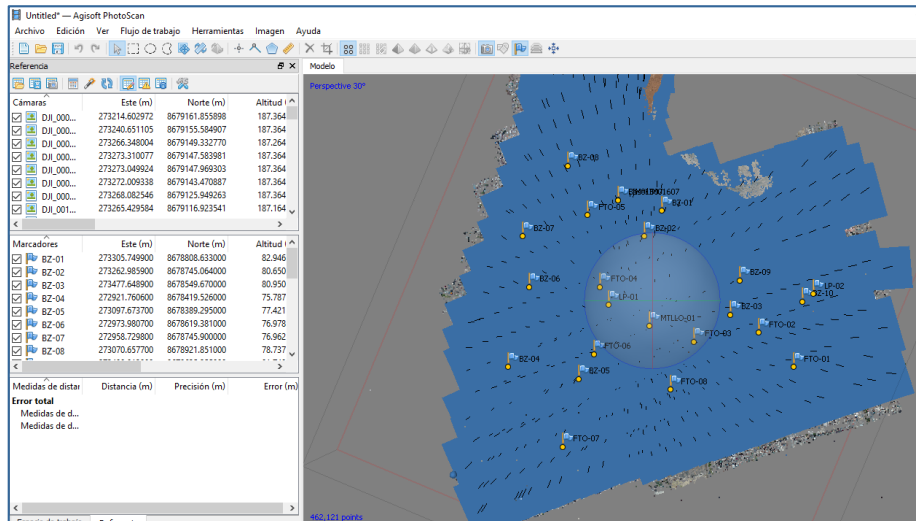 Untitled* — Agisoft PhotoScan
Archivo Edición Ver Flujo de trabajo Herramientas Imagen Ayuda
Referencia
Modelo
Perspective 30°
Cámaras Este (m) Norte (m) Altitud (
DJI_000... 273214.602972 8679161.855898 187.364
DJI_000... 273240.651105 8679155.584907 187.364
DJI_000... 273266.348004 8679149.332770 187.264
DJI_000... 273273.310077 8679147.583981 187.364
DJI_000... 273273.049924 8679147.969303 187.364
DJI_000... 273272.009338 8679143.470887 187.364
DJI_000... 273268.082546 8679125.949263 187.364
DJI_001... 273265.429584 8679116.923541 187.164
Marcadores Este (m) Norte (m) Altitud (
BZ-01 273305.749900 8678808.633000 82.946
BZ-02 273262.985900 8678745.064000 80.650
BZ-03 273477.648900 8678549.670000 80.950
BZ-04 272921.760600 8678419.526000 75.787
BZ-05 273097.673700 8678389.295000 77.421
BZ-06 272973.980700 8678619.381000 76.978
BZ-07 272958.729800 8678745.900000 76.962
BZ-08 273070.657700 8678921.851000 78.737
Medidas de distar Distancia (m) Precisión (m) Error (m)
Error total
Medidas de d...
Medidas de d...
BZ-08
BZ-01
FTO-05
BZ-07
BZ-02
BZ-06
FTO-04
BZ-09
LP-02
LP-01
BZ-03
MTLLO-01
FTO-02
FTO-03
FTO-06
BZ-04
FTO-01
BZ-05
FTO-08
FTO-07
462,121 points